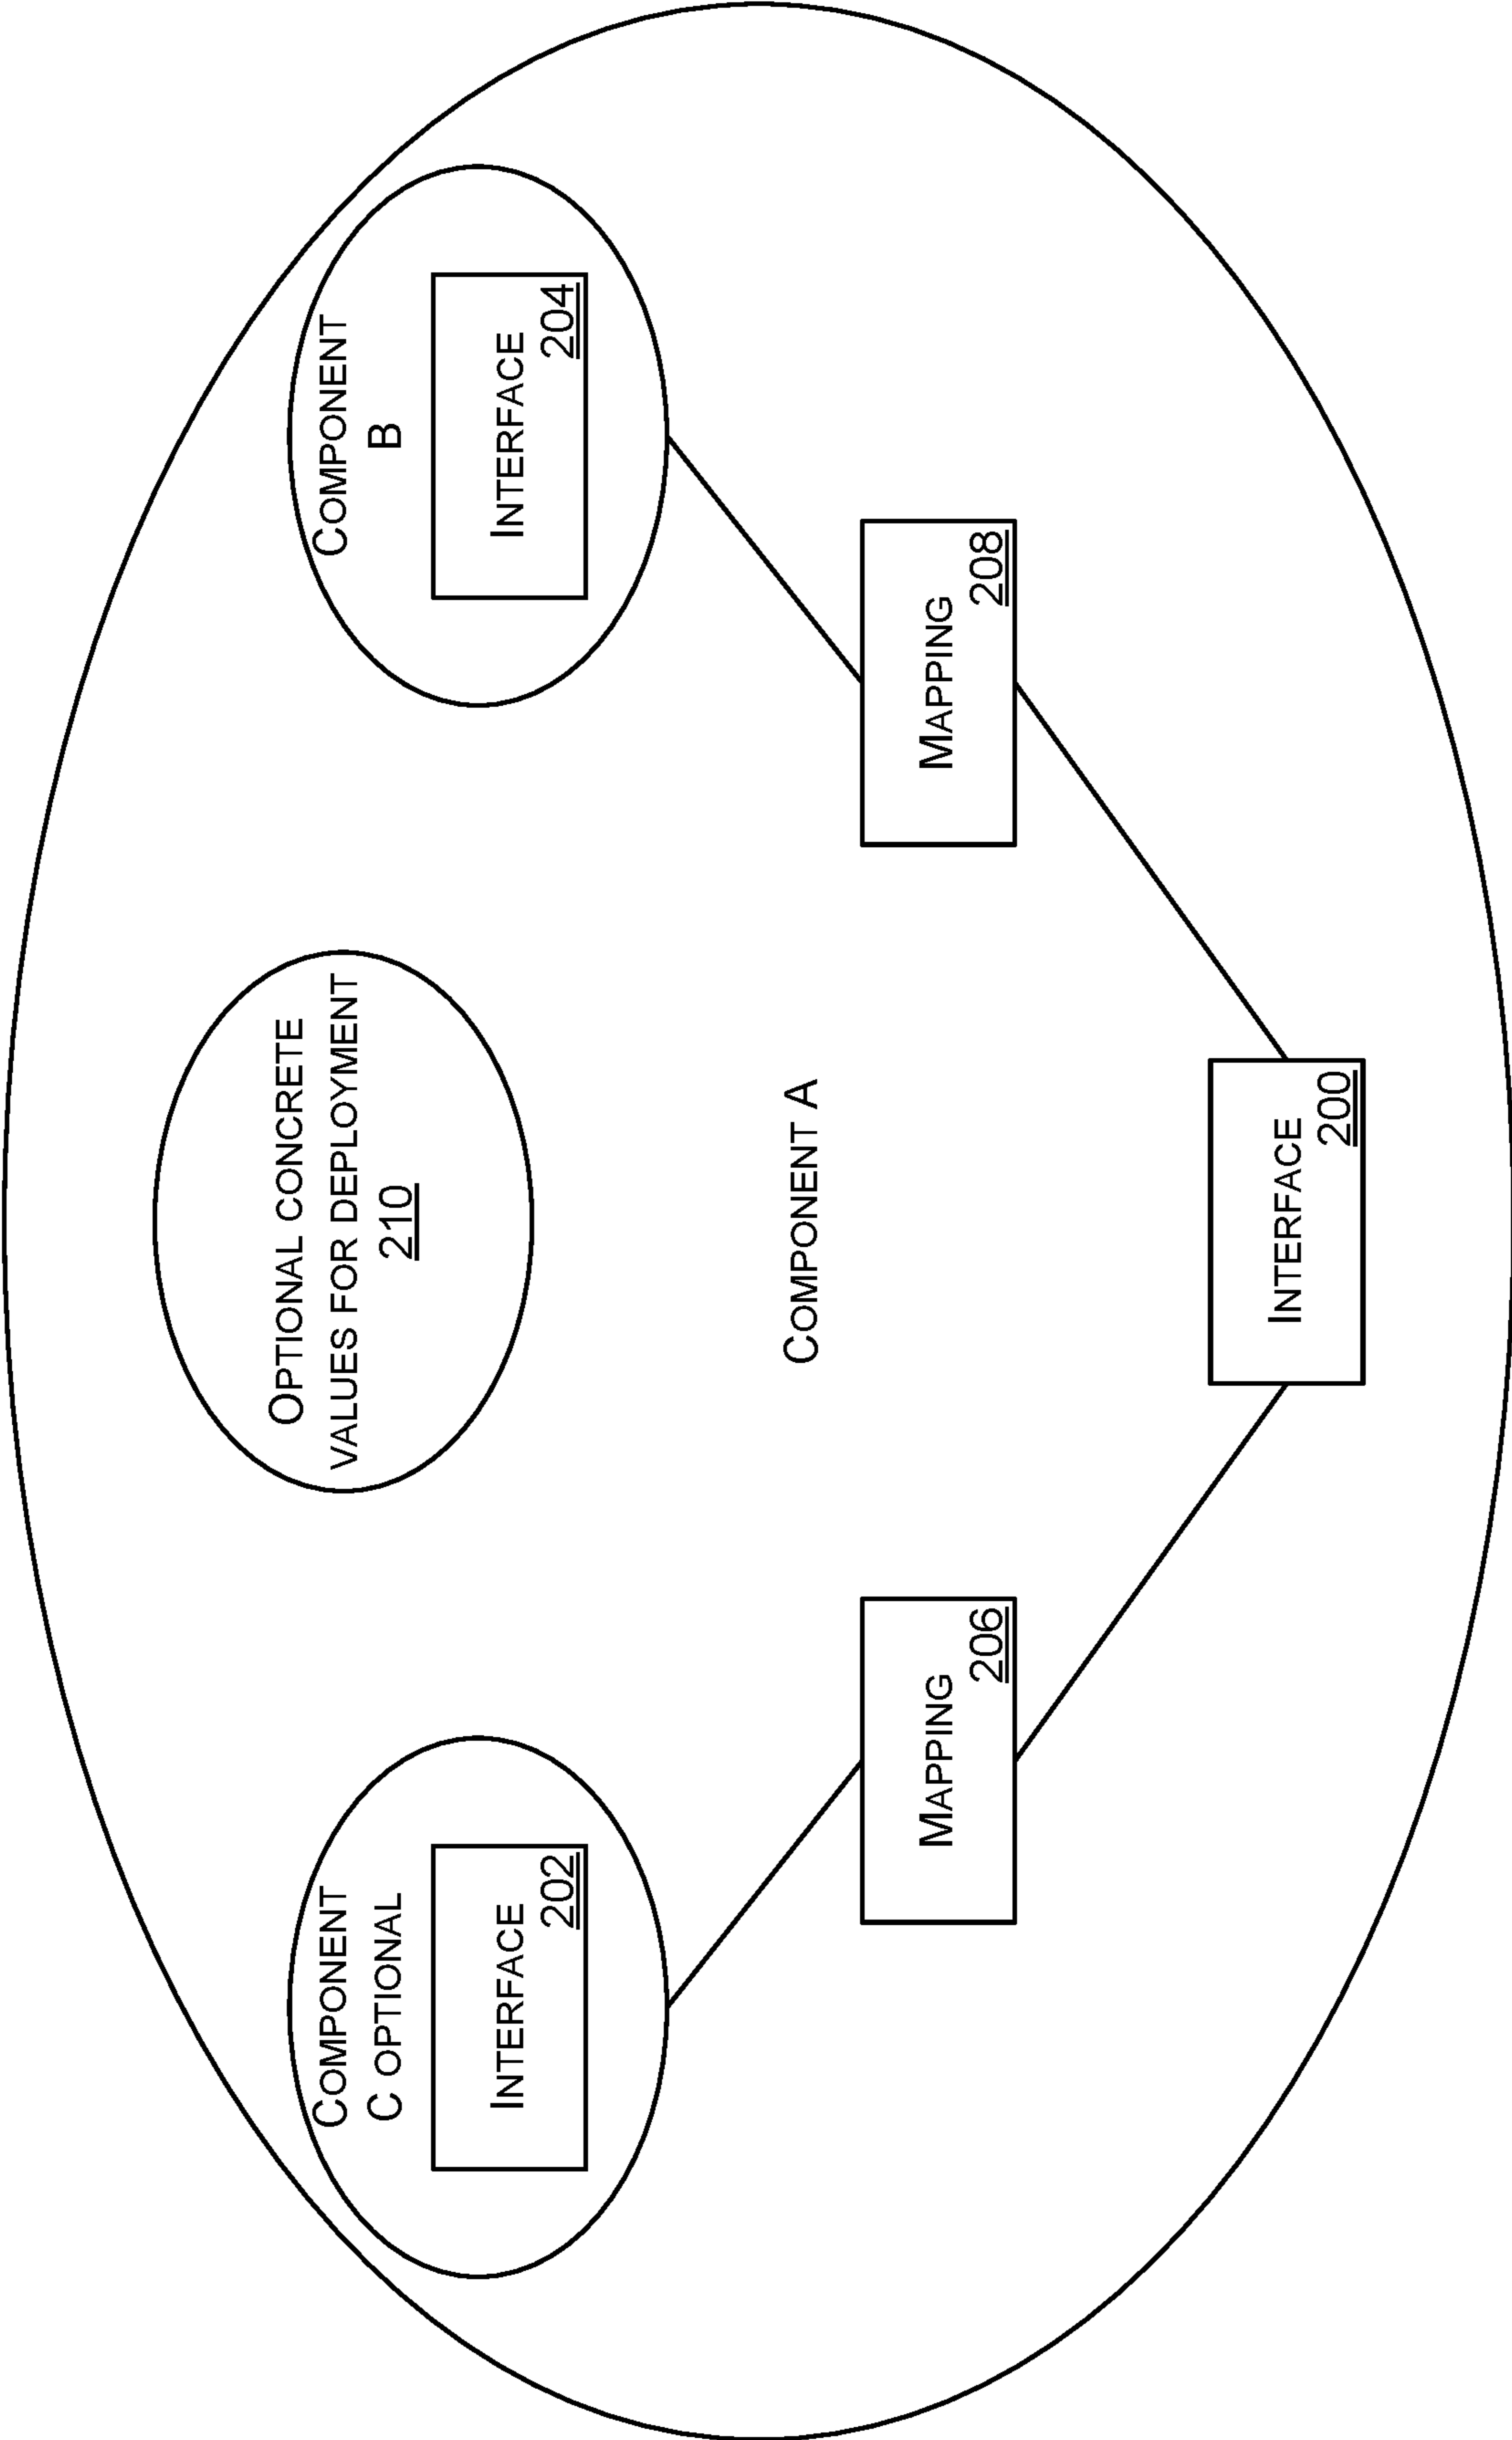 Optional concrete
values for deployment
210
Component
C optional
Interface
202
Component
B
Interface
204
Component A
Mapping
206
Mapping
208
Interface
200